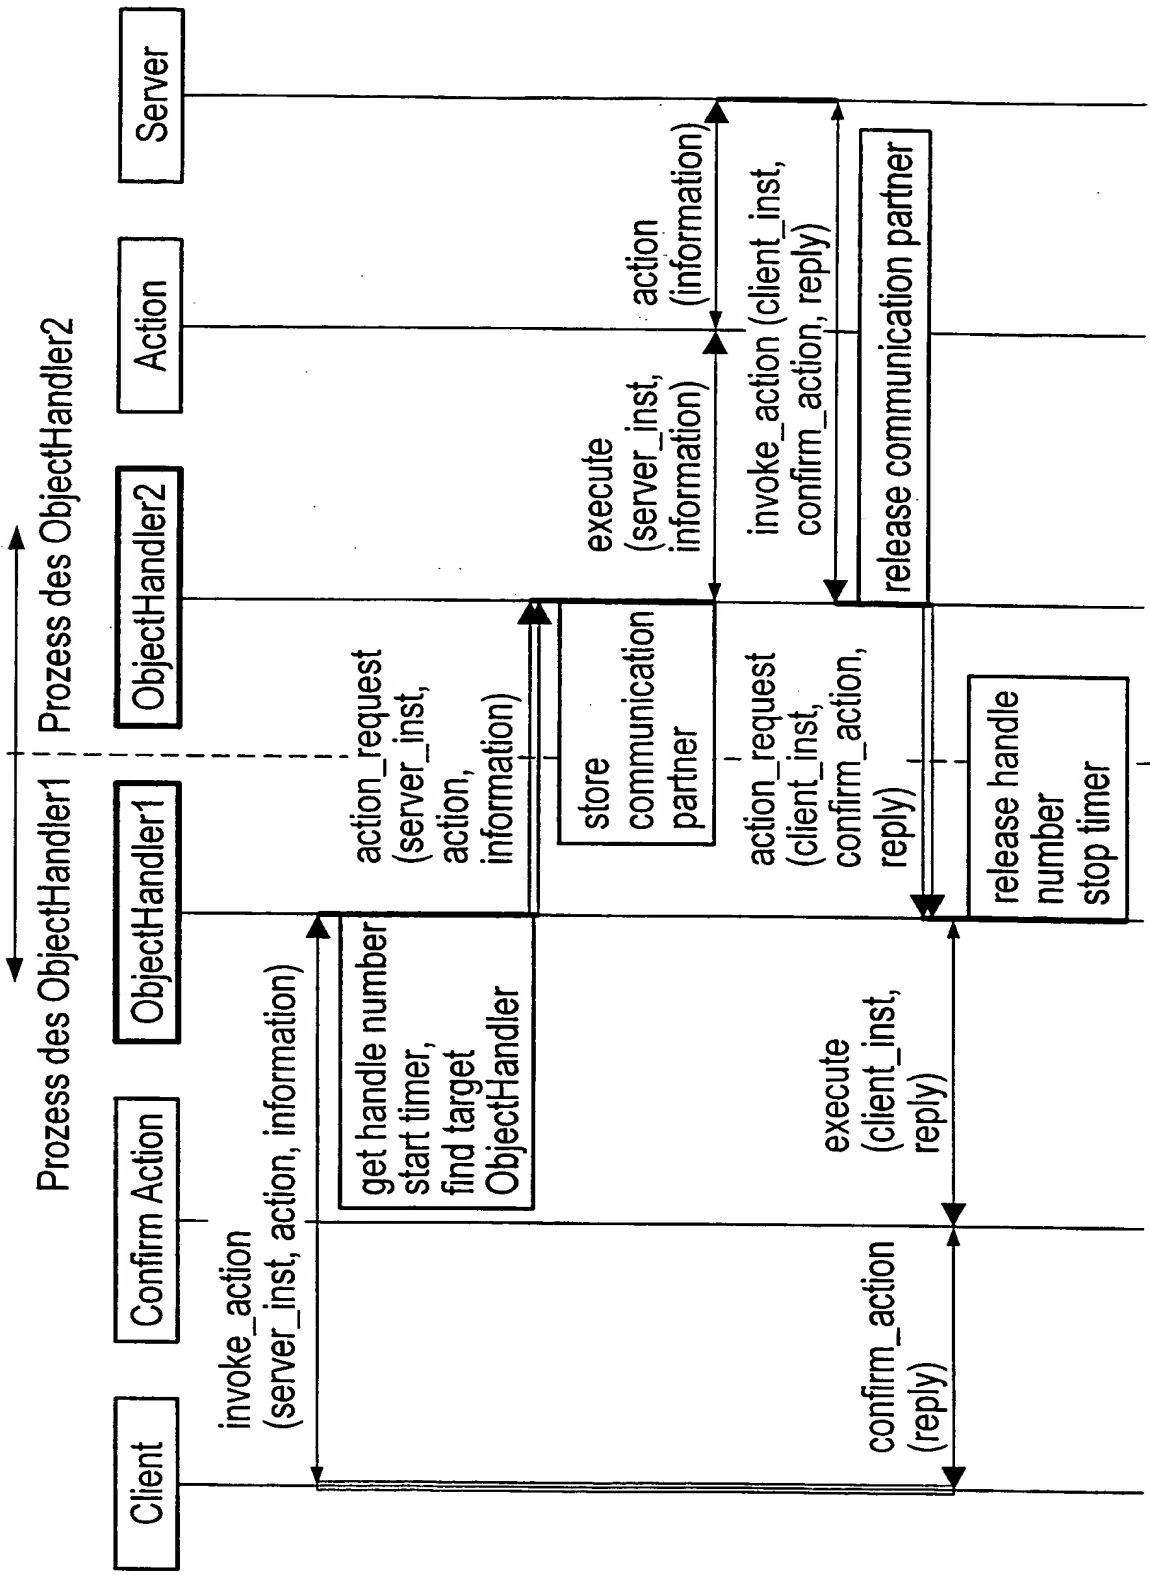 Prozess des ObjectHandler1
Prozess des ObjectHandler2
Client
Confirm Action
ObjectHandler1
ObjectHandler2
Action
Server
invoke_action
(server_inst, action, information)
get handle number
start timer,
find target
ObjectHandler
action_request
(server_inst,
action,
information)
store
communication
partner
execute
(server_inst,
information)
action
(information)
invoke_action (client_inst,
confirm_action, reply)
release communication partner
action_request
(client_inst,
confirm_action,
reply)
release handle
number
stop timer
execute
(client_inst,
reply)
confirm_action
(reply)